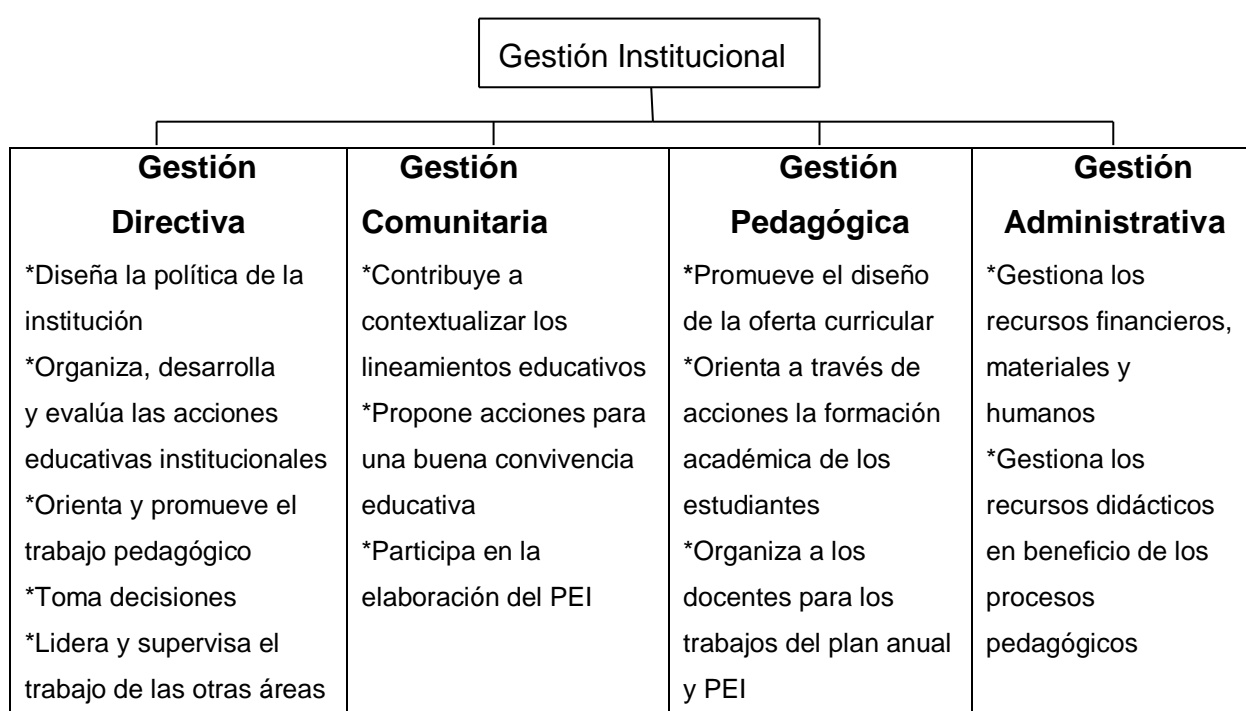 Gestión Institucional
Gestión
Directiva
*Diseña la política de la
institución
*Organiza, desarrolla
y evalúa las acciones
educativas institucionales
*Orienta y promueve el
trabajo pedagógico
*Toma decisiones
*Lidera y supervisa el
trabajo de las otras áreas
Gestión
Comunitaria
*Contribuye a
contextualizar los
lineamientos educativos
*Propone acciones para
una buena convivencia
educativa
*Participa en la
elaboración del PEI
Gestión
Pedagógica
*Promueve el diseño
de la oferta curricular
*Orienta a través de
acciones la formación
académica de los
estudiantes
*Organiza a los
docentes para los
trabajos del plan anual
y PEI
Gestión
Administrativa
*Gestiona los
recursos financieros,
materiales y
humanos
*Gestiona los
recursos didácticos
en beneficio de los
procesos
pedagógicos